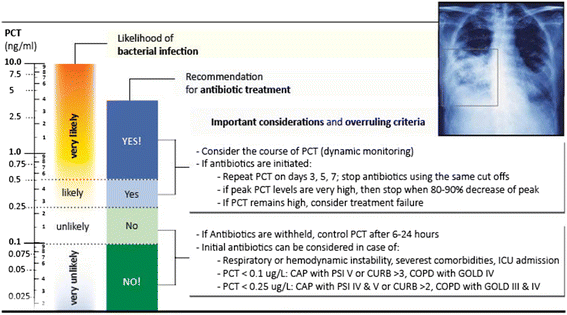 PCT
(ng/ml)
Likelihood of
bacterial infection
Recommendation
for antibiotic treatment
Important considerations and overruling criteria
10.0
7.5
5
2.5
1.0
0.75
0.5
0.25
0.1
0.075
0.05
0.025
very likely
likely
unlikely
very unlikely
YES!
Yes
No
NO!
- Consider the course of PCT (dynamic monitoring)
- If antibiotics are initiated:
- Repeat PCT on days 3, 5, 7; stop antibiotics using the same cut offs
- if peak PCT levels are very high, then stop when 80-90% decrease of peak
- If PCT remains high, consider treatment failure
- If Antibiotics are withheld, control PCT after 6-24 hours
- Initial antibiotics can be considered in case of:
- Respiratory or hemodynamic instability, severest comorbidities, ICU admission
- PCT < 0.1 ug/L: CAP with PSI V or CURB >3, COPD with GOLD IV
- PCT < 0.25 ug/L: CAP with PSI IV & V or CURB >2, COPD with GOLD III & IV